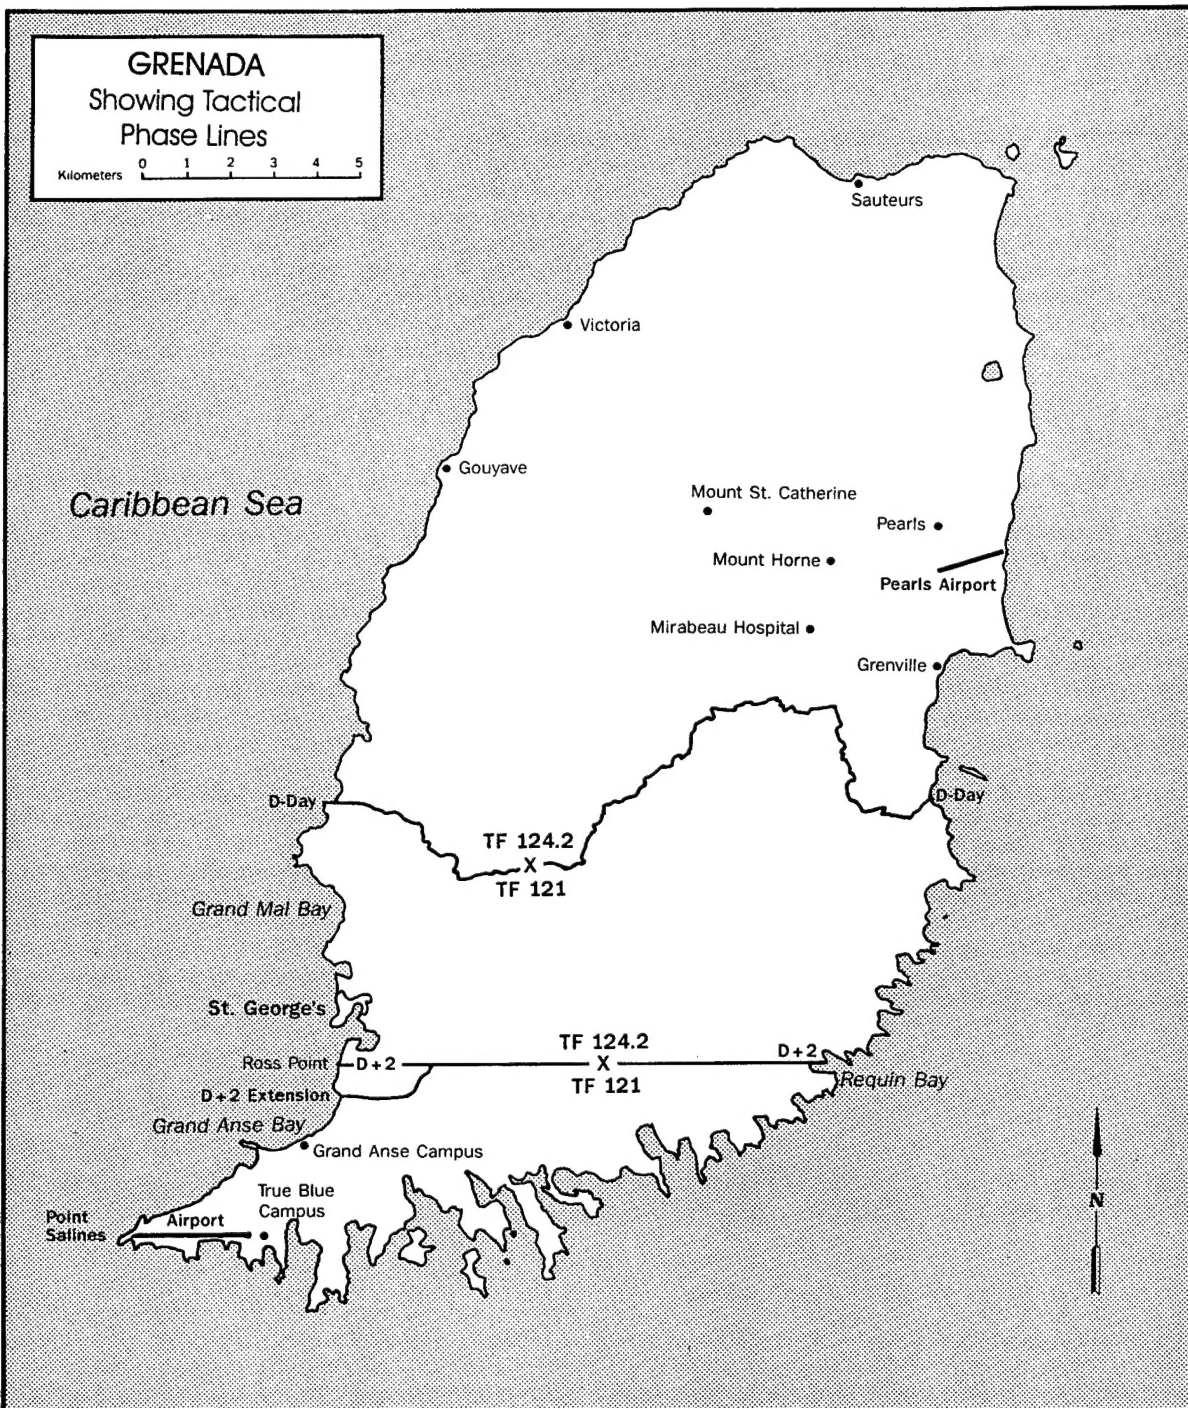 GRENADA
Showing Tactical
Phase Lines
Kilometers 0 1 2 3 4 5
Sauteurs
Victoria
Gouyave
Caribbean Sea
Mount St. Catherine
Pearls
Mount Horne
Pearls Airport
Mirabeau Hospital
Grenville
D-Day
D-Day
TF 124.2
X
TF 121
Grand Mal Bay
St. George's
TF 124.2
Ross Point
D+2
X
D+2
TF 121
Requin Bay
D+2 Extension
Grand Anse Bay
Grand Anse Campus
True Blue
Campus
Point
Salines
Airport
N